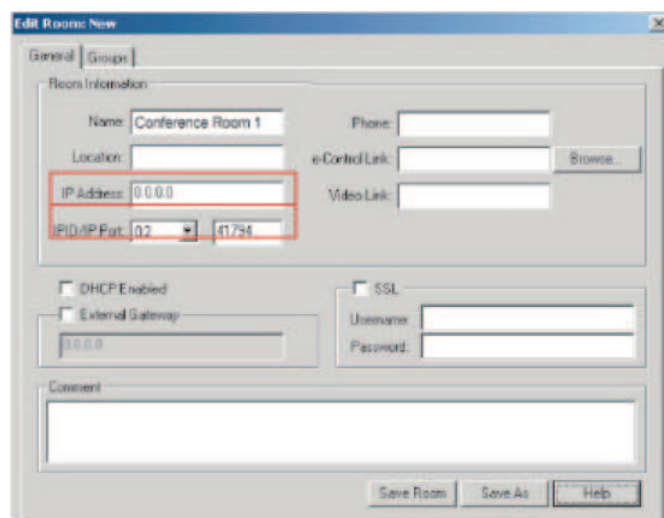 Edit Room: New
General Groups
Room Information
Name: Conference Room 1
Phone:
Location:
e-Control Link:
Browse...
IP Address: 0.0.0.0
Video Link:
IPID/IP Port: 02 41794
DHCP Enabled
SSL
External Gateway
Username:
0.0.0.0
Password:
Comment
Save Room Save As Help